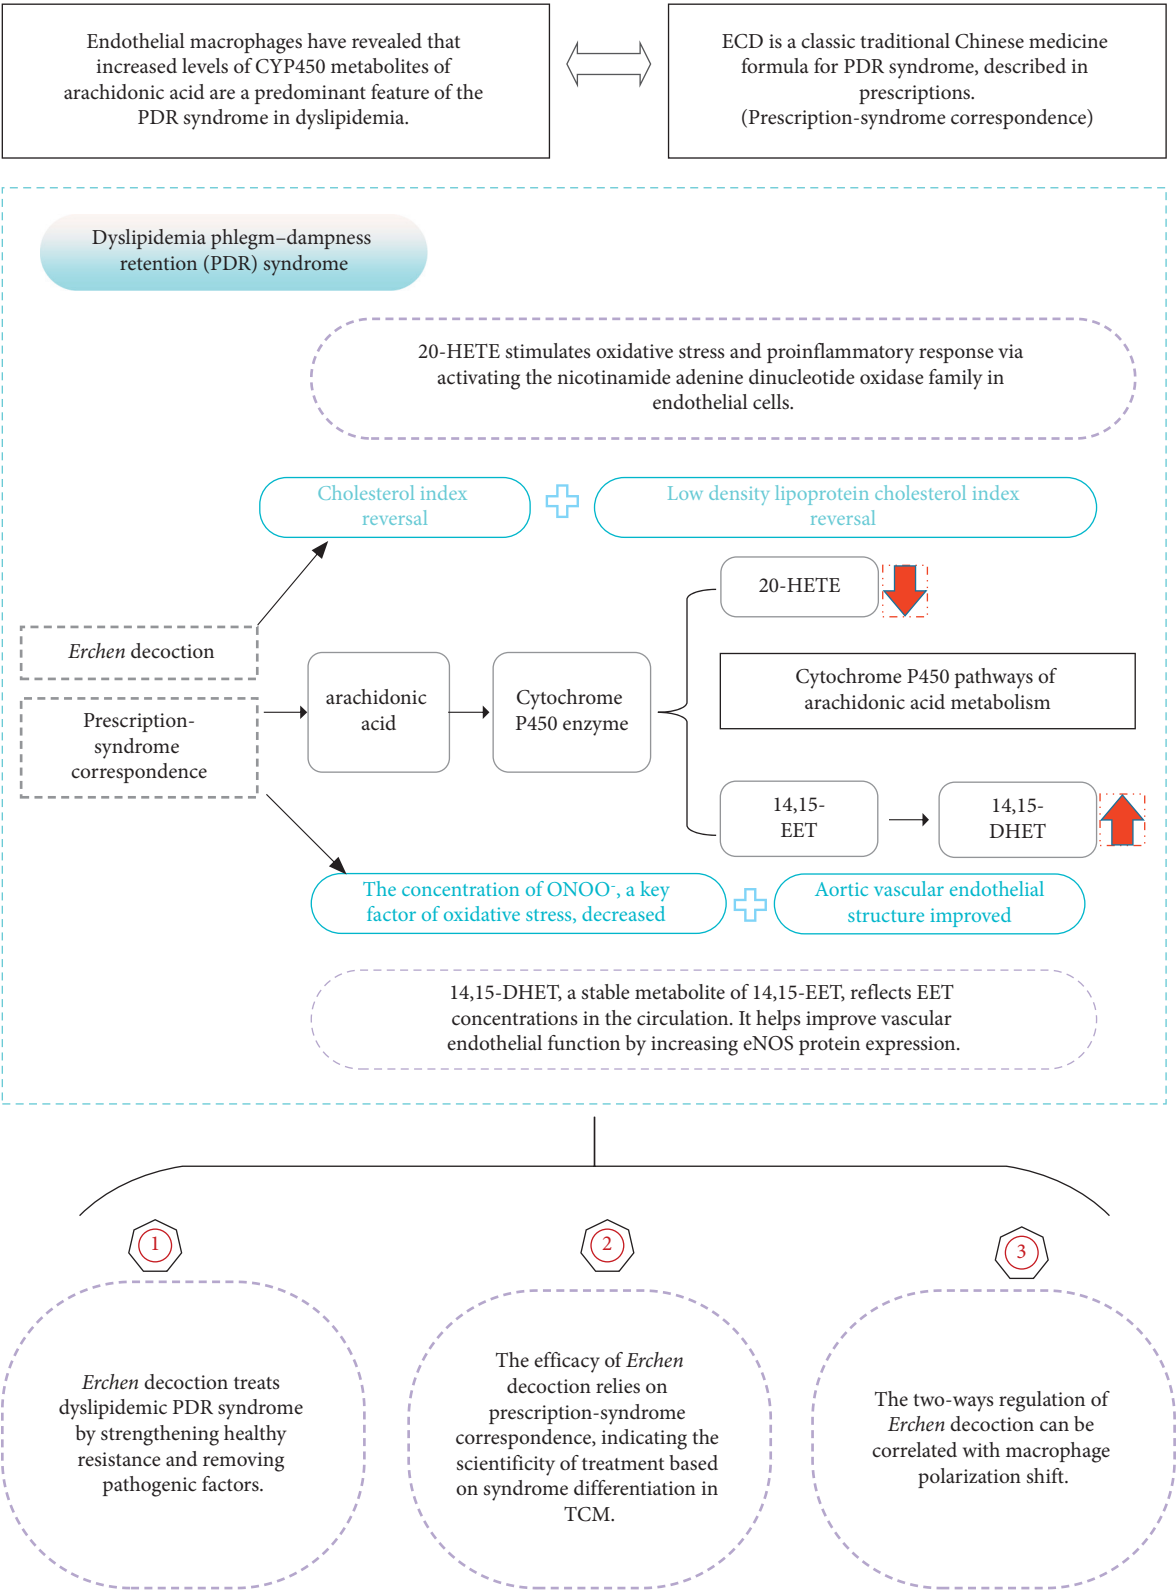 Endothelial macrophages have revealed that
increased levels of CYP450 metabolites of
arachidonic acid are a predominant feature of the
PDR syndrome in dyslipidemia.
ECD is a classic traditional Chinese medicine
formula for PDR syndrome, described in
prescriptions.
(Prescription-syndrome correspondence)
Dyslipidemia phlegm–dampness
retention (PDR) syndrome
20-HETE stimulates oxidative stress and proinflammatory response via
activating the nicotinamide adenine dinucleotide oxidase family in
endothelial cells.
Cholesterol index
reversal
Low density lipoprotein cholesterol index
reversal
20-HETE
Erchen decoction
Prescription-
syndrome
correspondence
arachidonic
acid
Cytochrome
P450 enzyme
Cytochrome P450 pathways of
arachidonic acid metabolism
14,15-
EET
14,15-
DHET
The concentration of ONOO-, a key
factor of oxidative stress, decreased
Aortic vascular endothelial
structure improved
14,15-DHET, a stable metabolite of 14,15-EET, reflects EET
concentrations in the circulation. It helps improve vascular
endothelial function by increasing eNOS protein expression.
1
Erchen decoction treats
dyslipidemic PDR syndrome
by strengthening healthy
resistance and removing
pathogenic factors.
2
The efficacy of Erchen
decoction relies on
prescription-syndrome
correspondence, indicating the
scientificity of treatment based
on syndrome differentiation in
TCM.
3
The two-ways regulation of
Erchen decoction can be
correlated with macrophage
polarization shift.